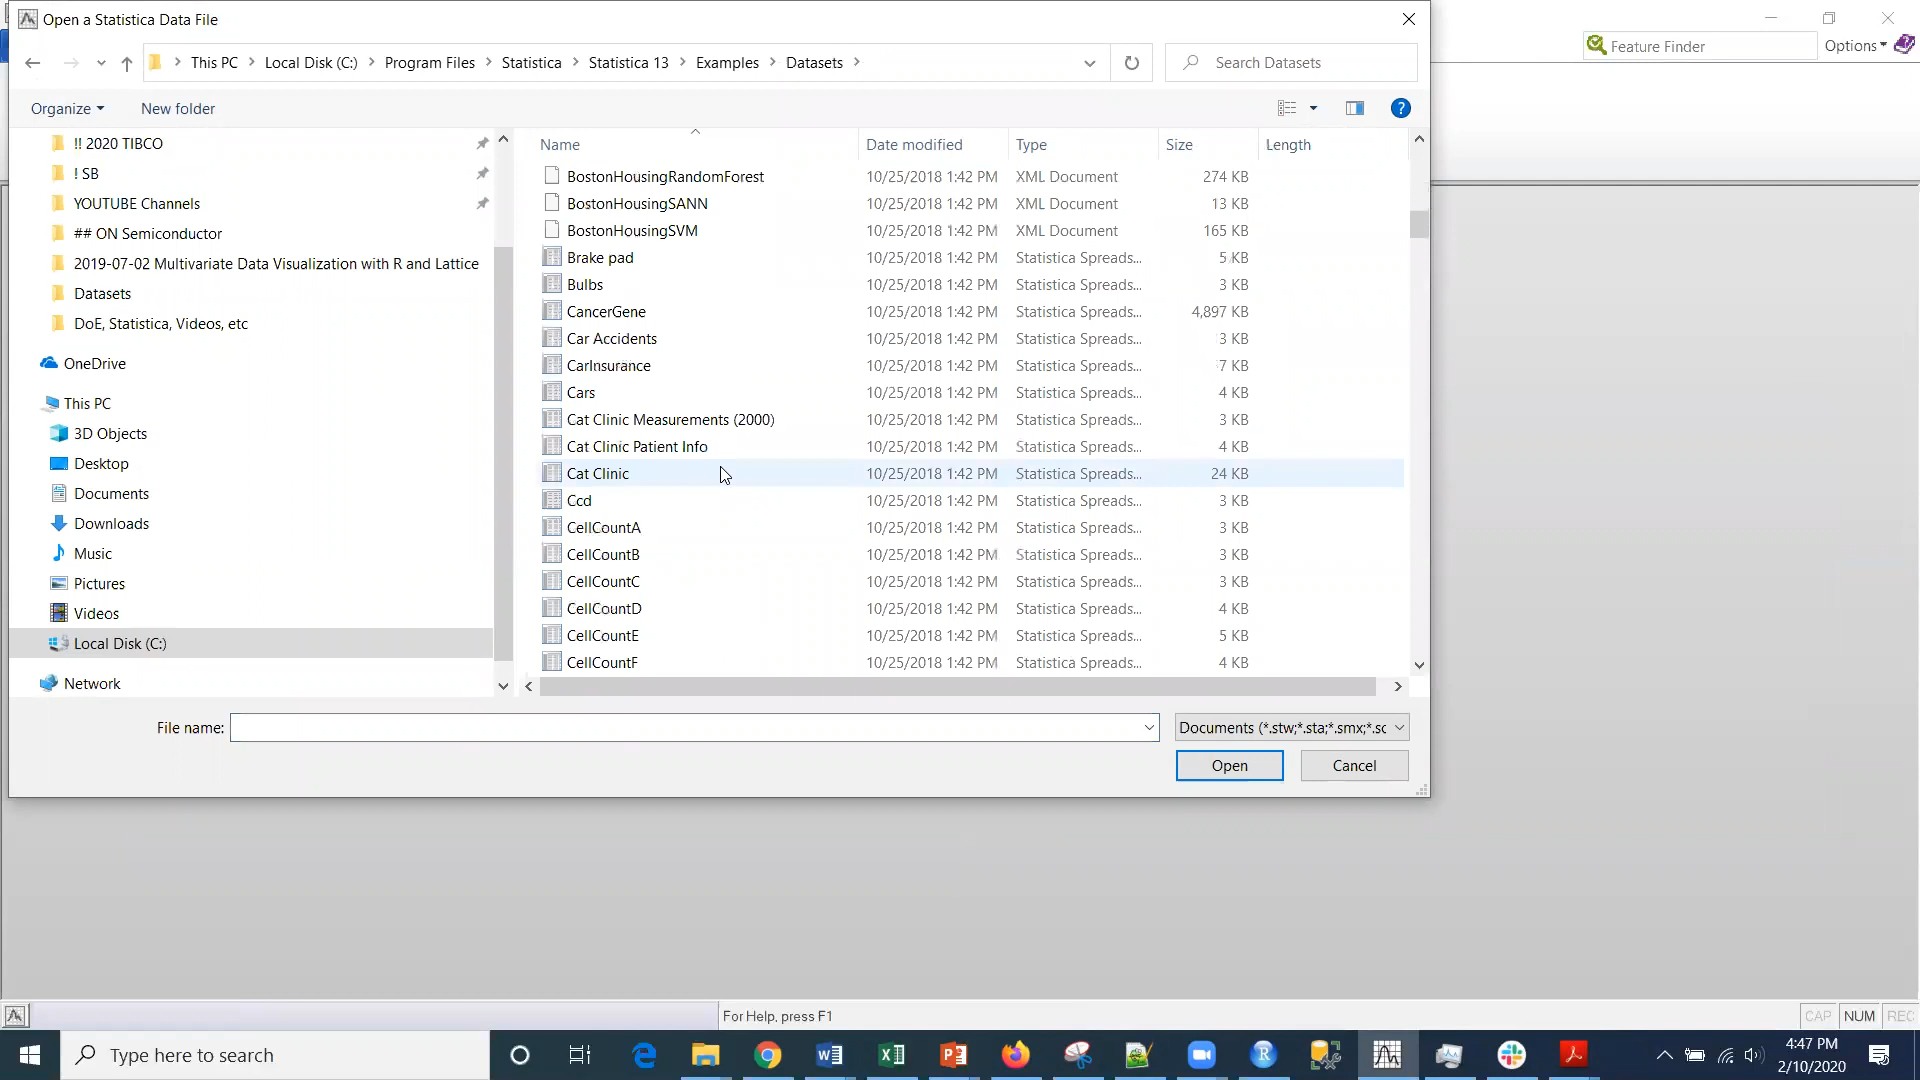 Open a Statistica Data File
This PC Local Disk (C:) Program Files Statistica Statistica 13 Examples Datasets
Search Datasets
Feature Finder
Options
Organize New folder
!! 2020 TIBCO
! SB
YOUTUBE Channels
## ON Semiconductor
2019-07-02 Multivariate Data Visualization with R and Lattice
Datasets
DoE, Statistica, Videos, etc
OneDrive
This PC
3D Objects
Desktop
Documents
Downloads
Music
Pictures
Videos
Local Disk (C:)
Network
Name Date modified Type Size Length
BostonHousingRandomForest 10/25/2018 1:42 PM XML Document 274 KB
BostonHousingSANN 10/25/2018 1:42 PM XML Document 13 KB
BostonHousingSVM 10/25/2018 1:42 PM XML Document 165 KB
Brake pad 10/25/2018 1:42 PM Statistica Spreads... 5 KB
Bulbs 10/25/2018 1:42 PM Statistica Spreads... 3 KB
CancerGene 10/25/2018 1:42 PM Statistica Spreads... 4,897 KB
Car Accidents 10/25/2018 1:42 PM Statistica Spreads... 3 KB
CarInsurance 10/25/2018 1:42 PM Statistica Spreads... 7 KB
Cars 10/25/2018 1:42 PM Statistica Spreads... 4 KB
Cat Clinic Measurements (2000) 10/25/2018 1:42 PM Statistica Spreads... 3 KB
Cat Clinic Patient Info 10/25/2018 1:42 PM Statistica Spreads... 4 KB
Cat Clinic 10/25/2018 1:42 PM Statistica Spreads... 24 KB
Ccd 10/25/2018 1:42 PM Statistica Spreads... 3 KB
CellCountA 10/25/2018 1:42 PM Statistica Spreads... 3 KB
CellCountB 10/25/2018 1:42 PM Statistica Spreads... 3 KB
CellCountC 10/25/2018 1:42 PM Statistica Spreads... 3 KB
CellCountD 10/25/2018 1:42 PM Statistica Spreads... 4 KB
CellCountE 10/25/2018 1:42 PM Statistica Spreads... 5 KB
CellCountF 10/25/2018 1:42 PM Statistica Spreads... 4 KB
File name:
Documents (*.stw;*.sta;*.smx;*.sc
Open Cancel
For Help, press F1
CAP NUM REC
Type here to search
4:47 PM
2/10/2020